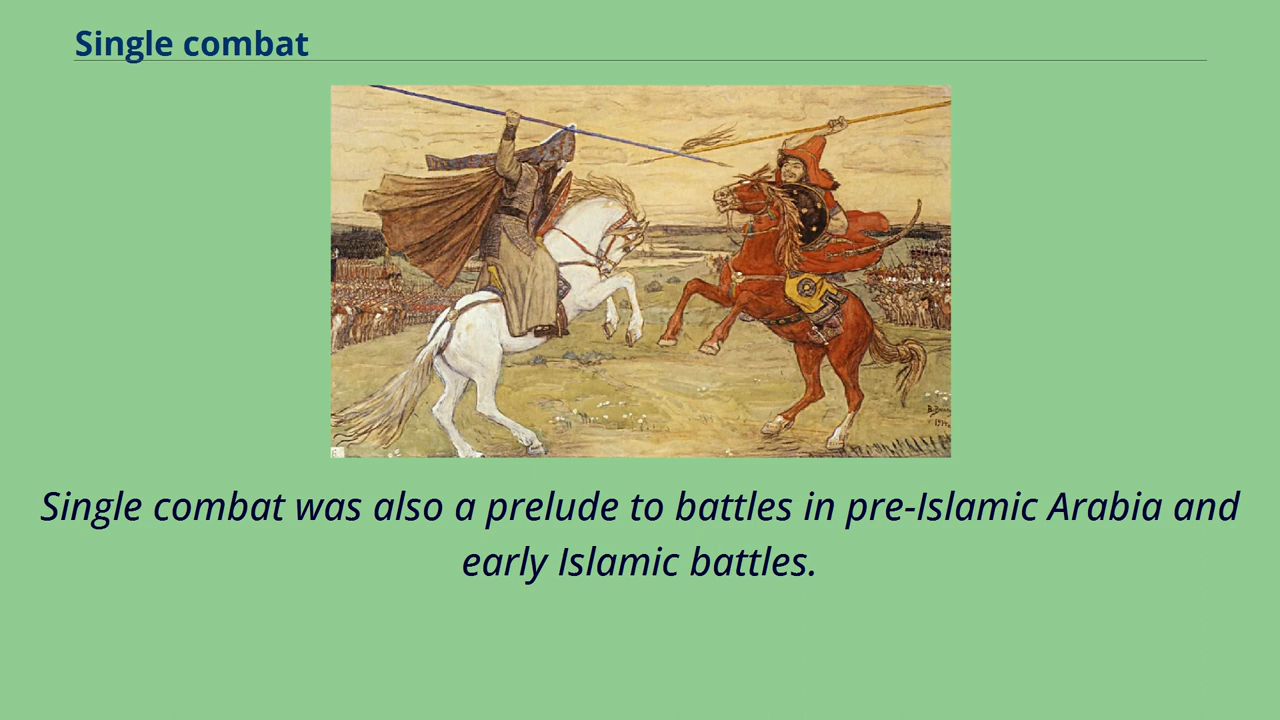 Single combat
Single combat was also a prelude to battles in pre-Islamic Arabia and
early Islamic battles.